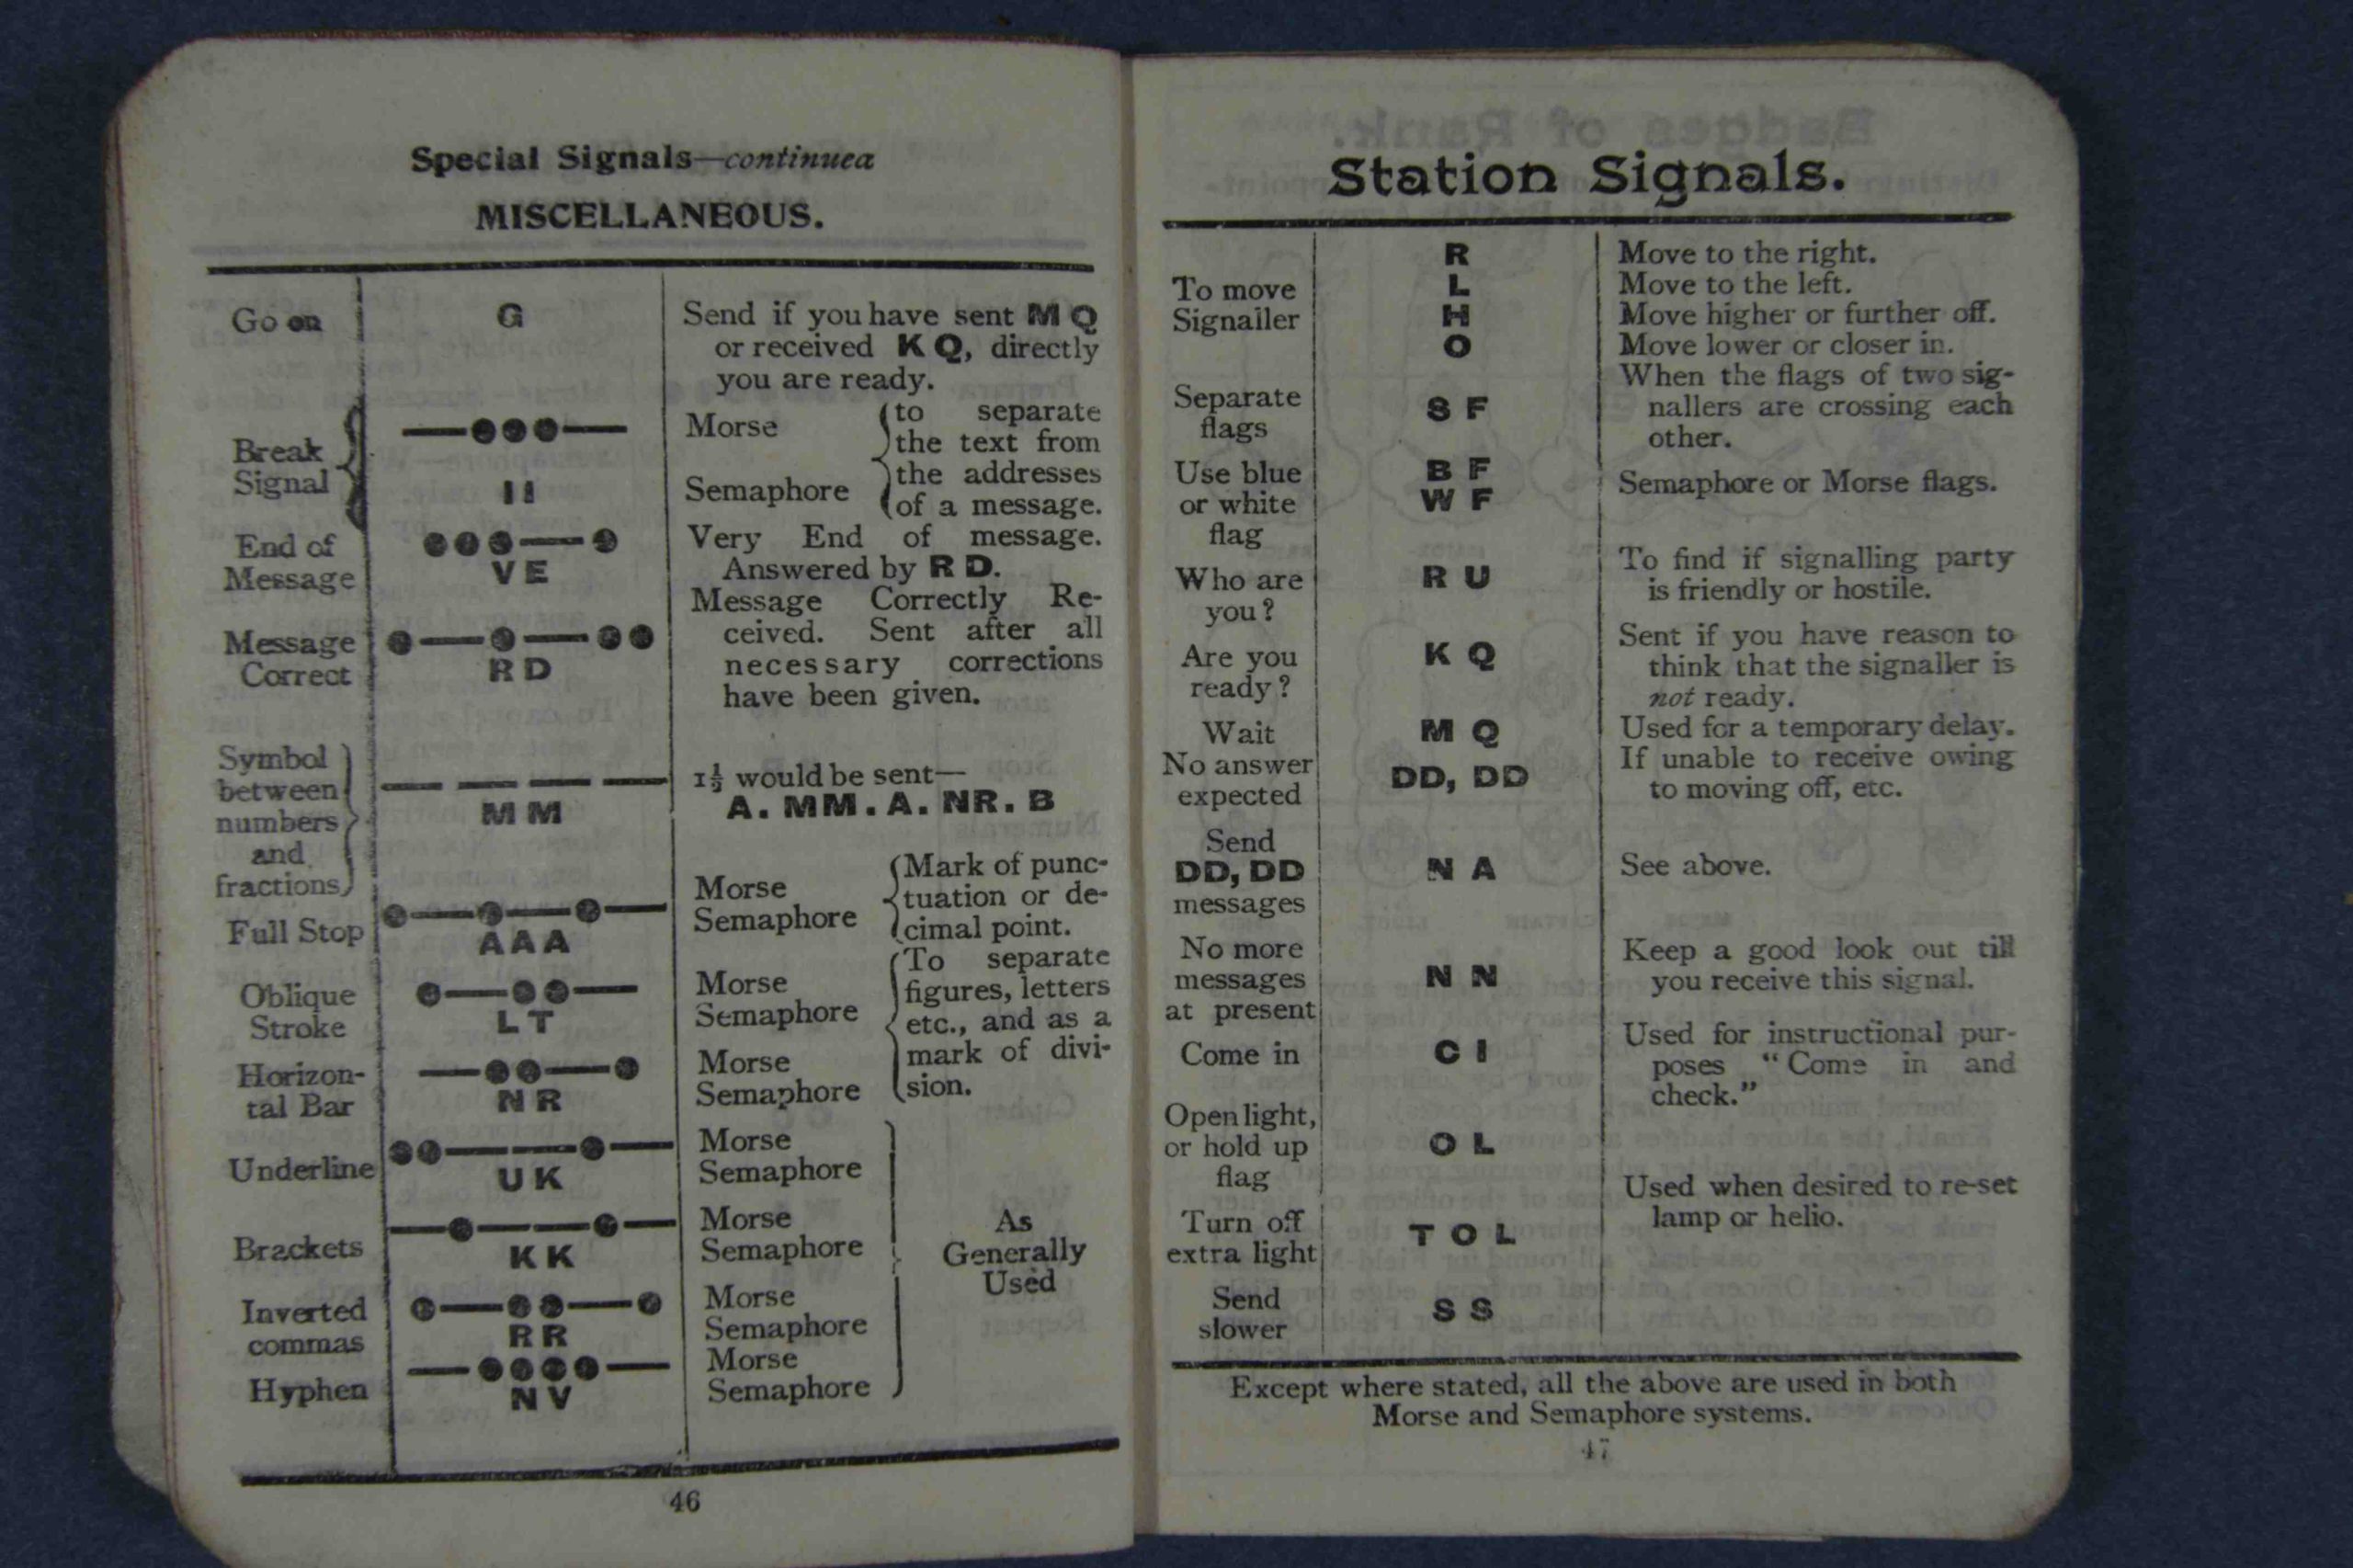 Special Signals—continuea
MISCELLANEOUS.
Go on
G
Send if you have sent M Q
or received K Q, directly
you are ready.
Break
Signal
—●●●—
I I
Morse
Semaphore
to separate
the text from
the addresses
of a message.
End of
Message
●●●—●
V E
Very End of message.
Answered by R D.
Message
Correct
●—●—●●
R D
Message Correctly Re-
ceived. Sent after all
necessary corrections
have been given.
Symbol
between
numbers
and
fractions
— — — —
M M
would be sent—
A. MM. A. NR. B
Full Stop
●—●—●—
A A A
Morse
Semaphore
Mark of punc-
tuation or de-
cimal point.
Oblique
Stroke
●—●●—
L T
Morse
Semaphore
Horizon-
tal Bar
—●●—●
N R
Morse
Semaphore
To separate
figures, letters
etc., and as a
mark of divi-
sion.
Underline
●●——●—
U K
Morse
Semaphore
Brackets
—●——●—
K K
Morse
Semaphore
Inverted
commas
●—●●—●
R R
Morse
Semaphore
Hyphen
—●●●●—
N V
Morse
Semaphore
As
Generally
Used
46
Station Signals.
To move
Signaller
R
L
H
O
Move to the right.
Move to the left.
Move higher or further off.
Move lower or closer in.
Separate
flags
S F
When the flags of two sig-
nallers are crossing each
other.
Use blue
or white
flag
B F
W F
Semaphore or Morse flags.
Who are
you?
R U
To find if signalling party
is friendly or hostile.
Are you
ready?
K Q
Sent if you have reason to
think that the signaller is
not ready.
Wait
M Q
Used for a temporary delay.
No answer
expected
DD, DD
If unable to receive owing
to moving off, etc.
Send
DD, DD
messages
N A
See above.
No more
messages
at present
N N
Keep a good look out till
you receive this signal.
Come in
C I
Used for instructional pur-
poses "Come in and
check."
Open light,
or hold up
flag
O L
Used when desired to re-set
lamp or helio.
Turn off
extra light
T O L
Send
slower
S S
Except where stated, all the above are used in both
Morse and Semaphore systems.
47